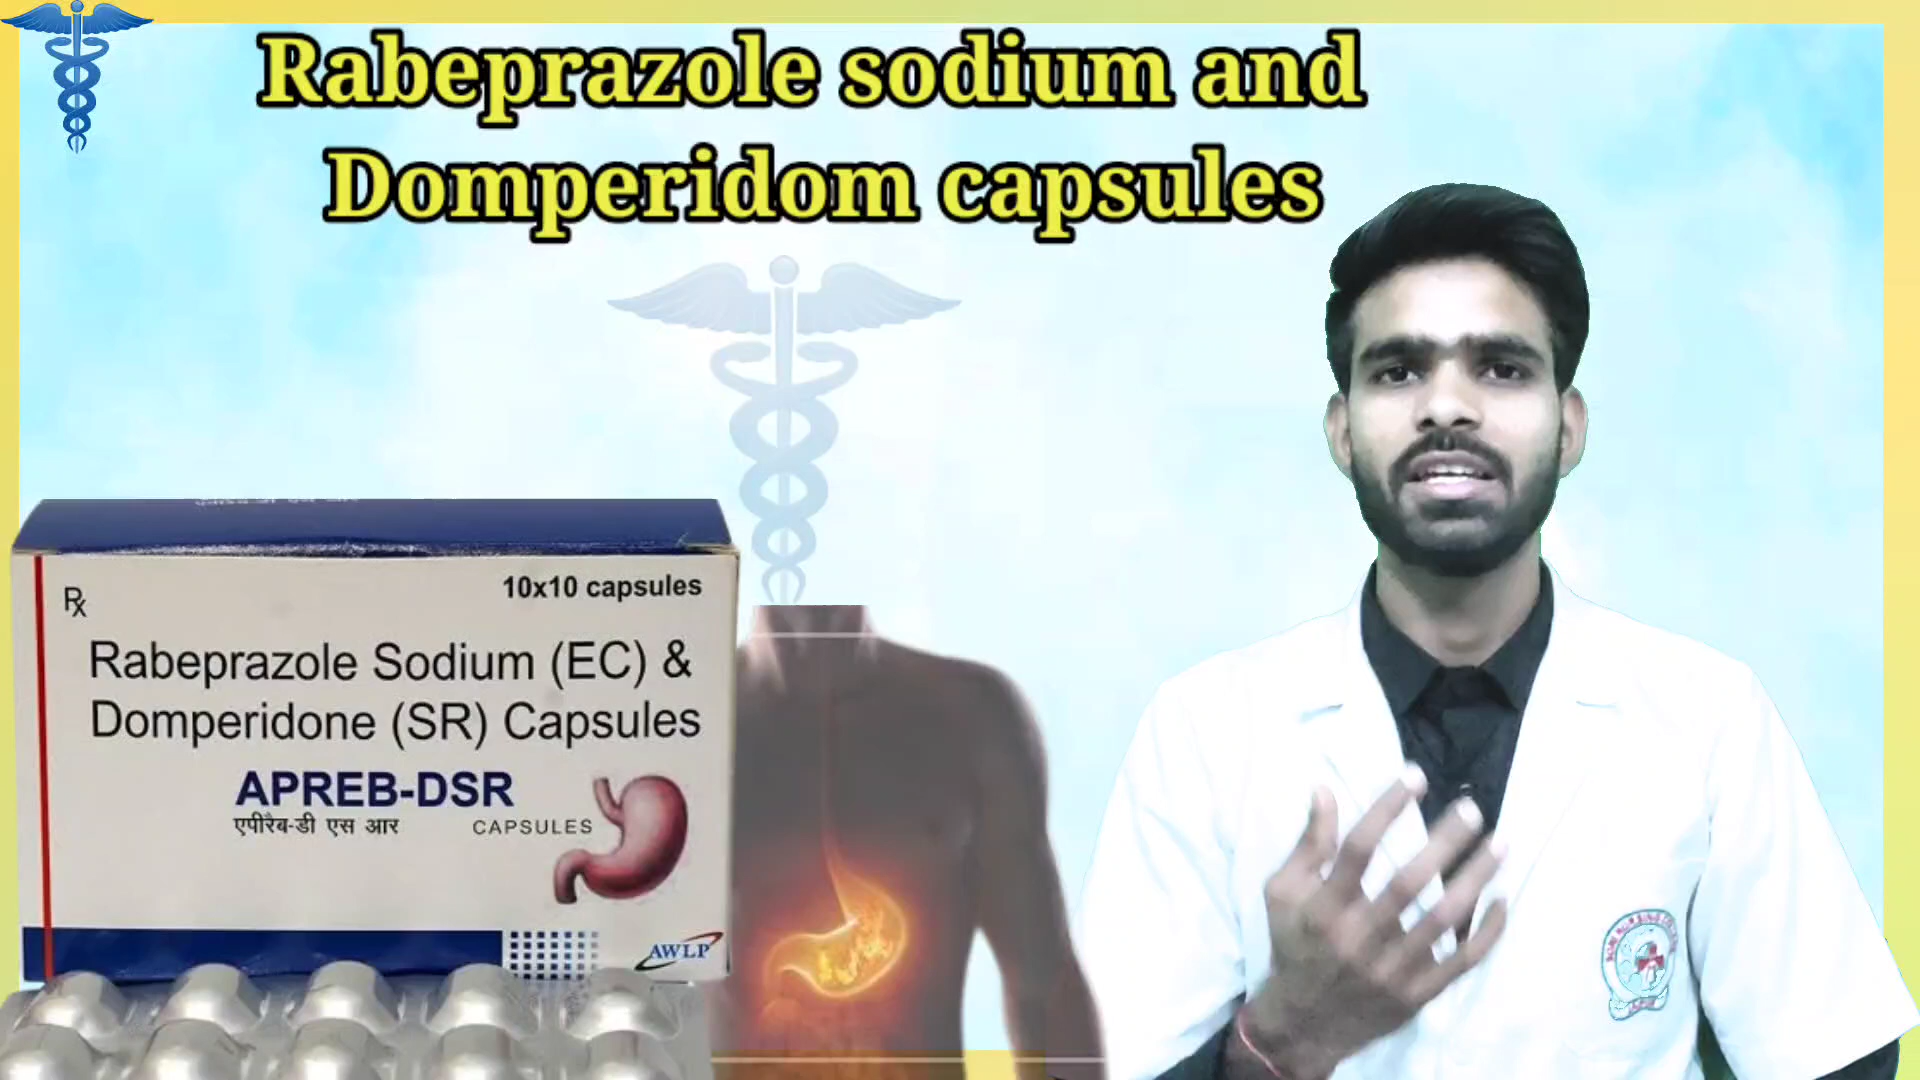 Rabeprazole sodium and
Domperidom capsules
Rx
10x10 capsules
Rabeprazole Sodium (EC) &
Domperidone (SR) Capsules
APREB-DSR
एपीरैब-डी एस आर
CAPSULES
AWLP